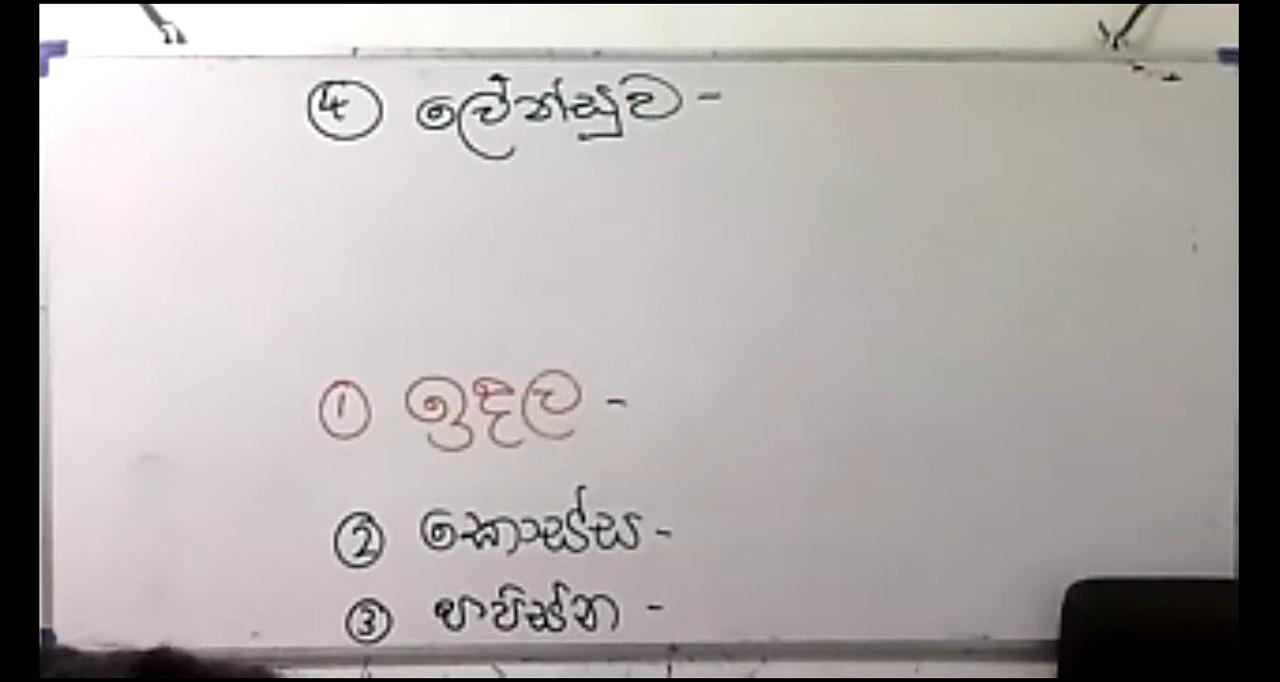 ④ ලේන්සුව -
① ඉදල -
② කොස්ස -
③ පාපිස්න -